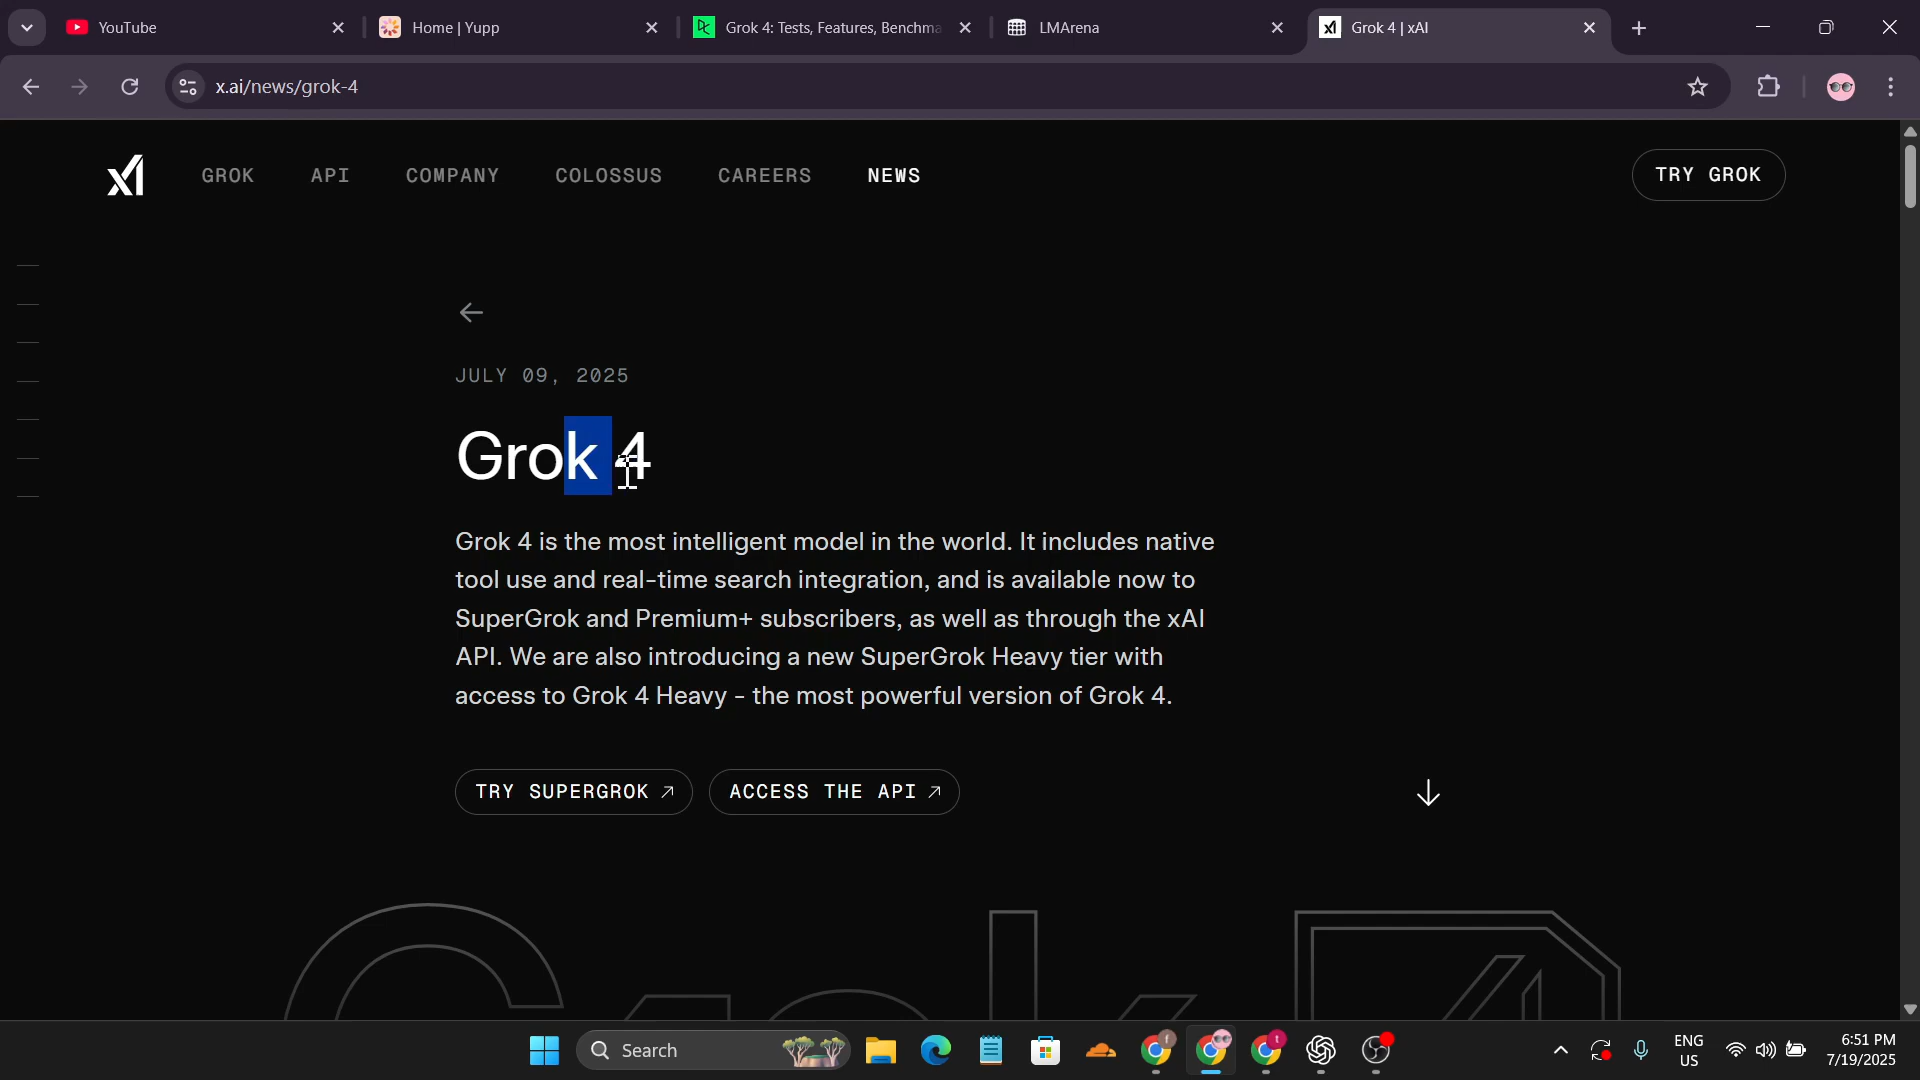 YouTube
Home | Yupp
Grok 4: Tests, Features, Benchma
LMArena
Grok 4 | xAI
x.ai/news/grok-4
xAI
GROK
API
COMPANY
COLOSSUS
CAREERS
NEWS
TRY GROK
JULY 09, 2025
Grok 4
Grok 4 is the most intelligent model in the world. It includes native
tool use and real-time search integration, and is available now to
SuperGrok and Premium+ subscribers, as well as through the xAI
API. We are also introducing a new SuperGrok Heavy tier with
access to Grok 4 Heavy - the most powerful version of Grok 4.
TRY SUPERGROK
ACCESS THE API
Grok 4
Search
ENG
US
6:51 PM
7/19/2025